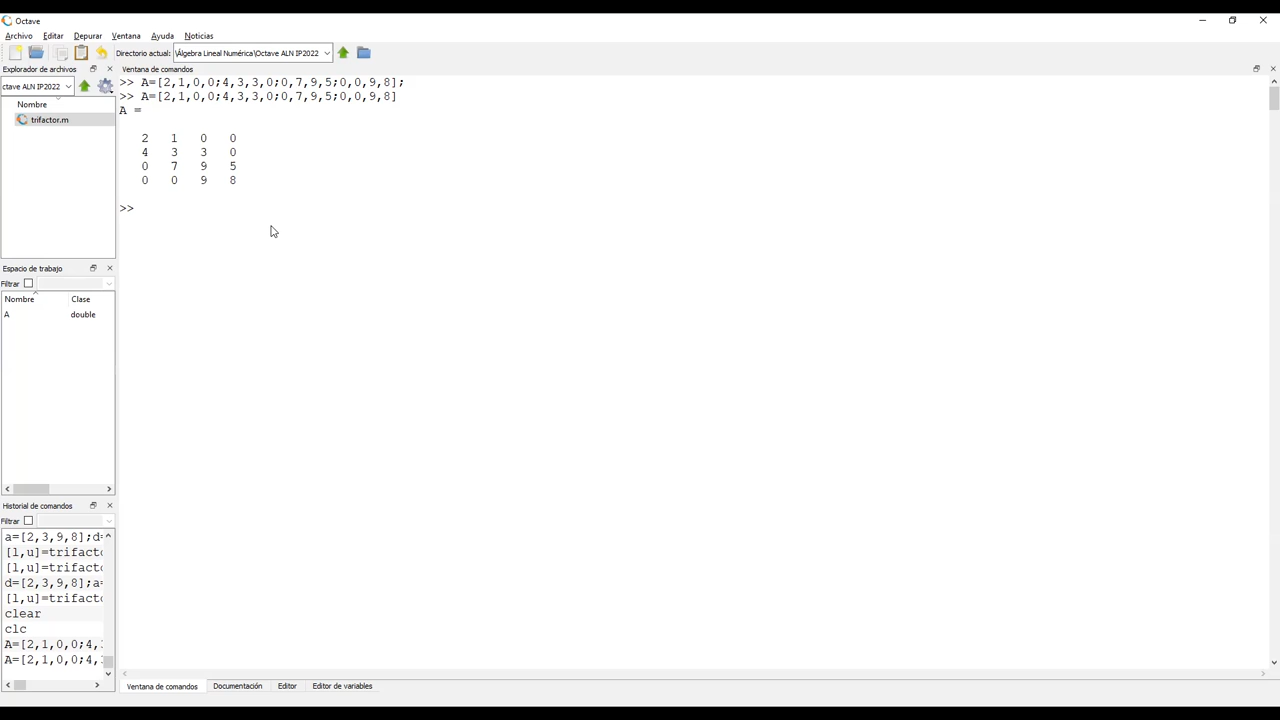 Octave
Archivo Editar Depurar Ventana Ayuda Noticias
Directorio actual: \Álgebra Lineal Numérica\Octave ALN IP2022
Explorador de archivos
ctave ALN IP2022
Nombre
trifactor.m
Espacio de trabajo
Filtrar
Nombre Clase
A double
Historial de comandos
Filtrar
a=[2,3,9,8];d=
[l,u]=trifacto
[l,u]=trifacto
d=[2,3,9,8];a=
[l,u]=trifacto
clear
clc
A=[2,1,0,0;4,
A=[2,1,0,0;4,
Ventana de comandos
>> A=[2,1,0,0;4,3,3,0;0,7,9,5;0,0,9,8];
>> A=[2,1,0,0;4,3,3,0;0,7,9,5;0,0,9,8]
A =
2 1 0 0
4 3 3 0
0 7 9 5
0 0 9 8
>>
Ventana de comandos Documentación Editor Editor de variables